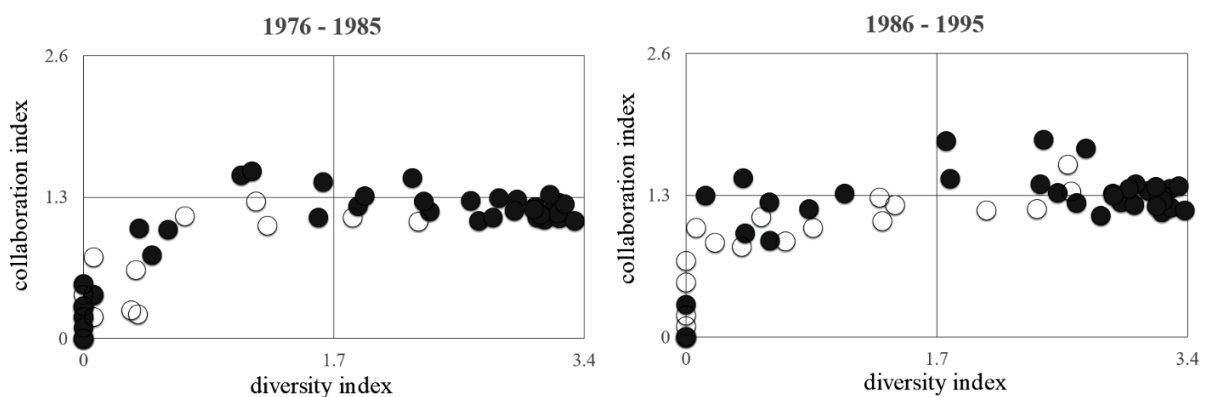 1976 - 1985
2.6
collaboration index
1.3
0
0
1.7
3.4
diversity index
1986 - 1995
2.6
collaboration index
1.3
0
0
1.7
3.4
diversity index